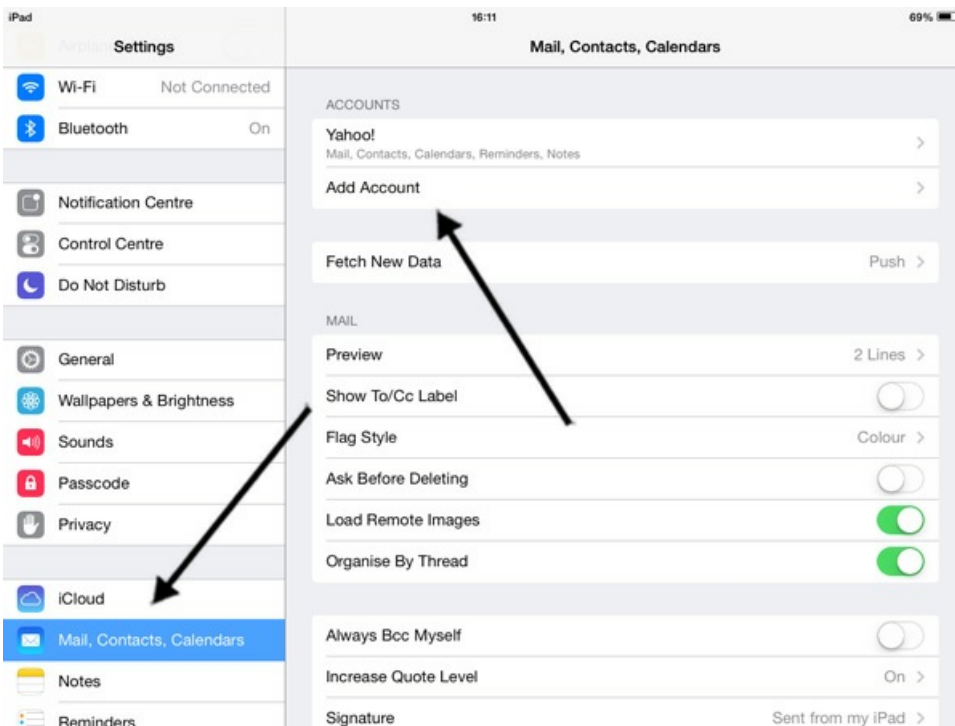 iPad
16:11
69%
Settings
Mail, Contacts, Calendars
Wi-Fi Not Connected
Bluetooth On
Notification Centre
Control Centre
Do Not Disturb
General
Wallpapers & Brightness
Sounds
Passcode
Privacy
iCloud
Mail, Contacts, Calendars
Notes
Reminders
ACCOUNTS
Yahoo!
Mail, Contacts, Calendars, Reminders, Notes
Add Account
Fetch New Data Push
MAIL
Preview 2 Lines
Show To/Cc Label
Flag Style Colour
Ask Before Deleting
Load Remote Images
Organise By Thread
Always Bcc Myself
Increase Quote Level On
Signature Sent from my iPad